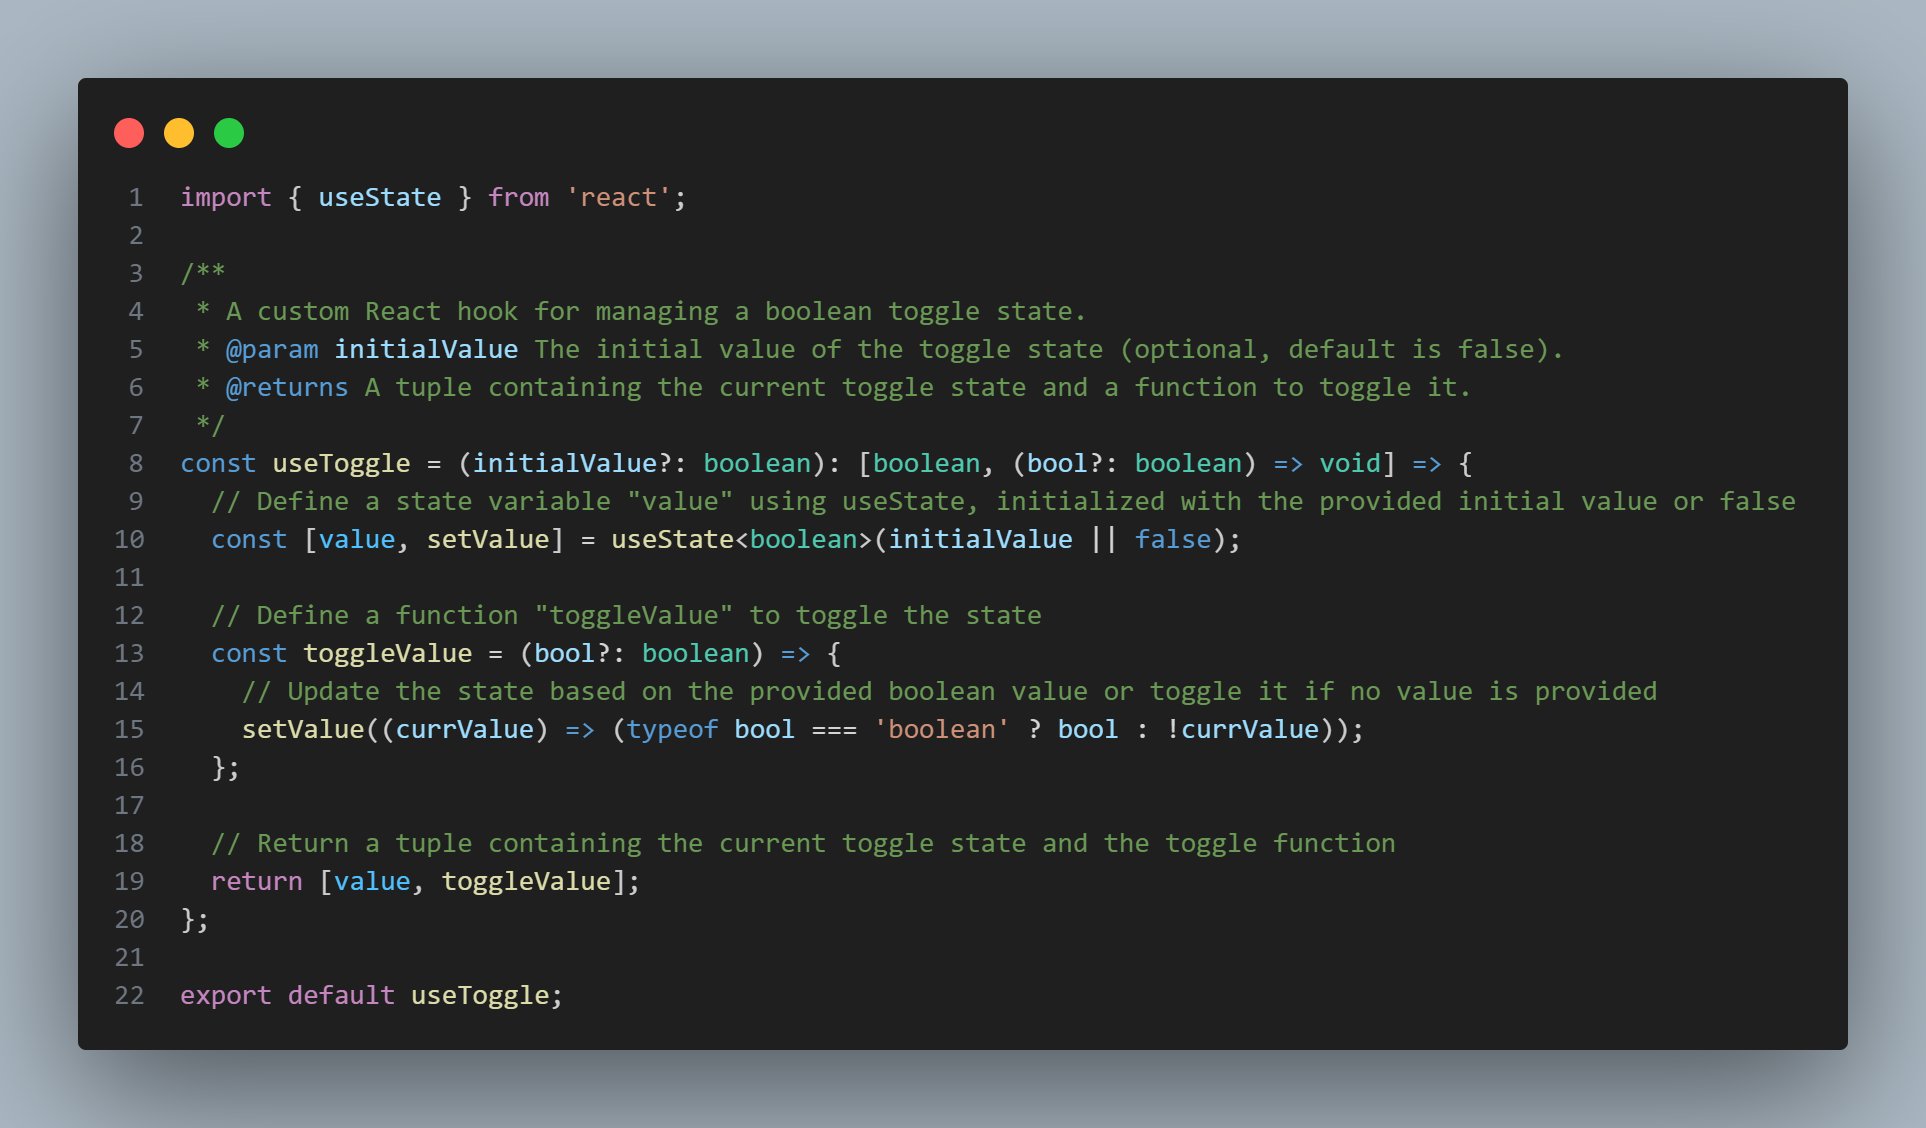 1 import { useState } from 'react';
2
3 /**
4  * A custom React hook for managing a boolean toggle state.
5  * @param initialValue The initial value of the toggle state (optional, default is false).
6  * @returns A tuple containing the current toggle state and a function to toggle it.
7  */
8 const useToggle = (initialValue?: boolean): [boolean, (bool?: boolean) => void] => {
9   // Define a state variable "value" using useState, initialized with the provided initial value or false
10   const [value, setValue] = useState<boolean>(initialValue || false);
11
12   // Define a function "toggleValue" to toggle the state
13   const toggleValue = (bool?: boolean) => {
14     // Update the state based on the provided boolean value or toggle it if no value is provided
15     setValue((currValue) => (typeof bool === 'boolean' ? bool : !currValue));
16   };
17
18   // Return a tuple containing the current toggle state and the toggle function
19   return [value, toggleValue];
20 };
21
22 export default useToggle;